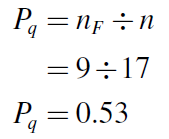 P_q = n_F ÷ n
= 9 ÷ 17
P_q = 0.53